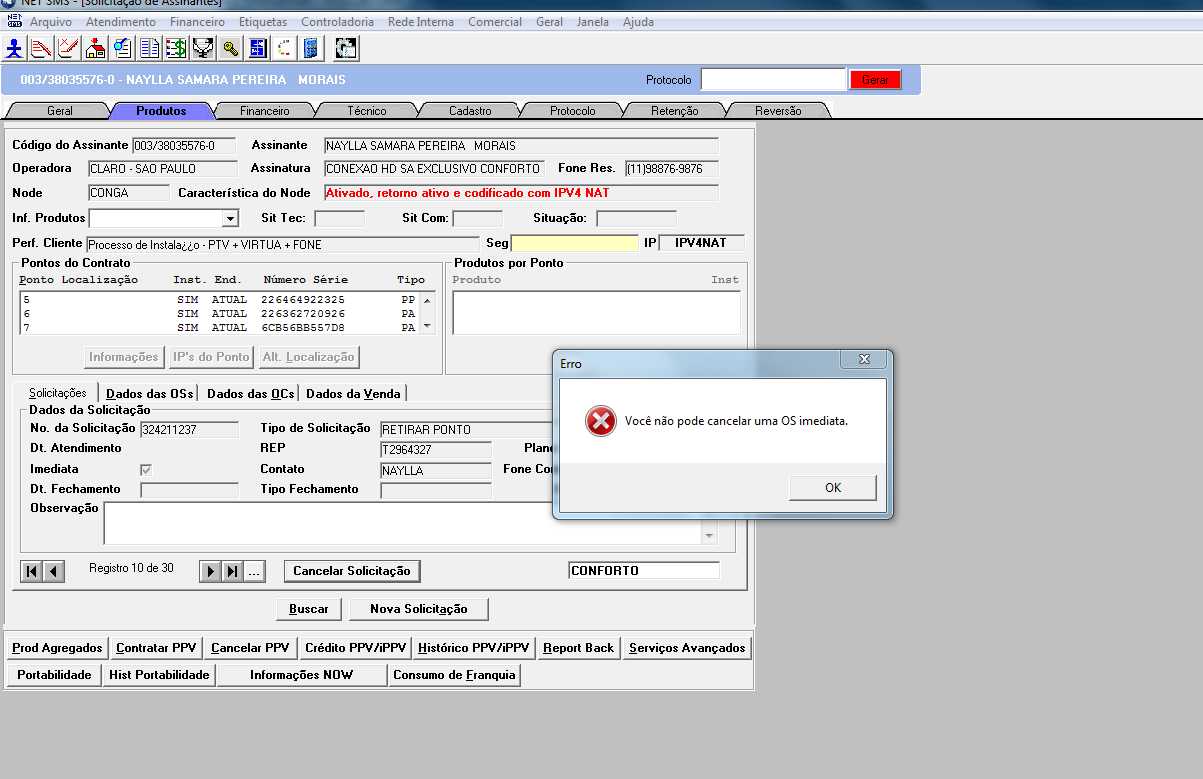 NET SMS - [Solicitação de Assinantes]
NET SMS Arquivo Atendimento Financeiro Etiquetas Controladoria Rede Interna Comercial Geral Janela Ajuda
003/38035576-0 - NAYLLA SAMARA PEREIRA MORAIS Protocolo Gerar
Geral Produtos Financeiro Técnico Cadastro Protocolo Retenção Reversão
Código do Assinante 003/38035576-0 Assinante NAYLLA SAMARA PEREIRA MORAIS
Operadora CLARO - SAO PAULO Assinatura CONEXAO HD SA EXCLUSIVO CONFORTO Fone Res. (11)98876-9876
Node CONGA Característica do Node Ativado, retorno ativo e codificado com IPV4 NAT
Inf. Produtos Sit Tec: Sit Com: Situação:
Perf. Cliente Processo de Instala¿¿o - PTV + VIRTUA + FONE Seg IP IPV4NAT
Pontos do Contrato Produtos por Ponto
Ponto Localização Inst. End. Número Série Tipo Produto Inst
5 SIM ATUAL 226464922325 PP
6 SIM ATUAL 226362720926 PA
7 SIM ATUAL 6CB56BB557D8 PA
Informações IP's do Ponto Alt. Localização
Erro
Você não pode cancelar uma OS imediata.
OK
Solicitações Dados das OSs Dados das OCs Dados da Venda
Dados da Solicitação
No. da Solicitação 324211237 Tipo de Solicitação RETIRAR PONTO
Dt. Atendimento REP T2964327 Plan
Imediata Contato NAYLLA Fone Co
Dt. Fechamento Tipo Fechamento
Observação
Registro 10 de 30 ... Cancelar Solicitação CONFORTO
Buscar Nova Solicitação
Prod Agregados Contratar PPV Cancelar PPV Crédito PPV/iPPV Histórico PPV/iPPV Report Back Serviços Avançados
Portabilidade Hist Portabilidade Informações NOW Consumo de Franquia